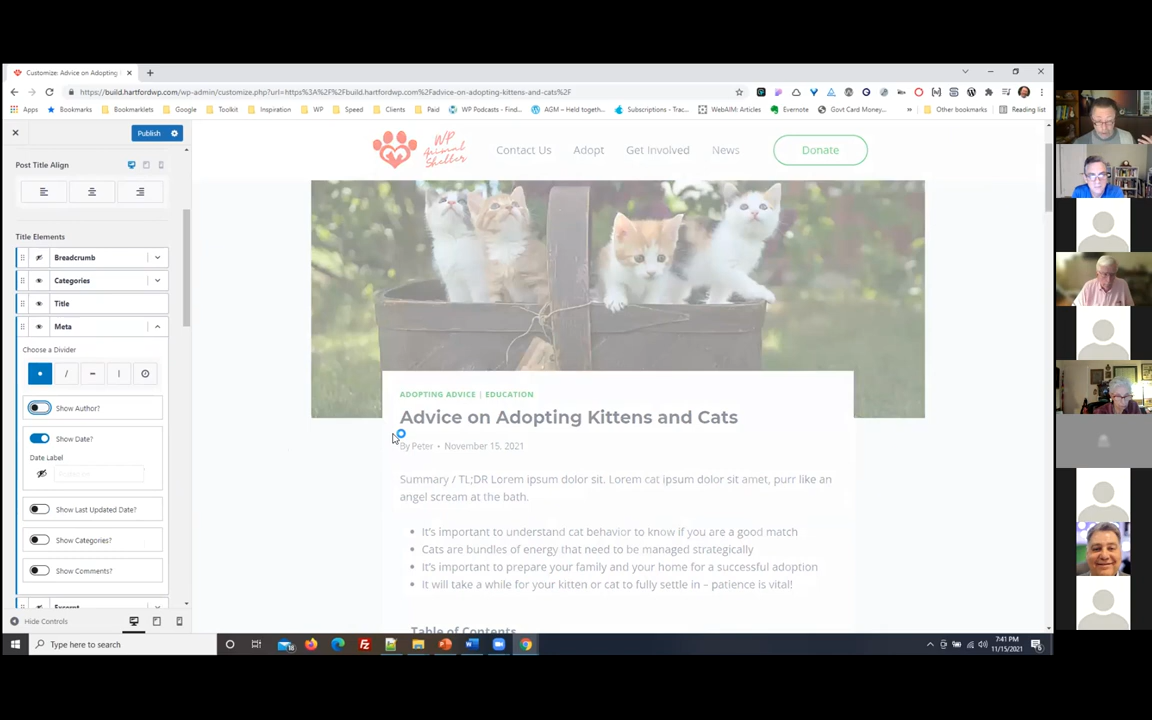 Customize: Advice on Adopting
https://build.hartfordwp.com/wp-admin/customize.php?url=https%3A%2F%2Fbuild.hartfordwp.com%2Fadvice-on-adopting-kittens-and-cats%2F
Apps Bookmarks Bookmarklets Google Toolkit Inspiration WP Speed Clients Paid WP Podcasts - Find... AGM – Held togeth... Subscriptions - Trac... WebAIM: Articles Evernote Govt Card Money... » Other bookmarks Reading list
Publish
WP Animal Shelter
Contact Us Adopt Get Involved News Donate
Post Title Align
Title Elements
Breadcrumb
Categories
Title
Meta
Choose a Divider
Show Author?
Show Date?
Date Label
Show Last Updated Date?
Show Categories?
Show Comments?
Excerpt
Hide Controls
ADOPTING ADVICE | EDUCATION
Advice on Adopting Kittens and Cats
By Peter • November 15, 2021
Summary / TL;DR Lorem ipsum dolor sit. Lorem cat ipsum dolor sit amet, purr like an
angel scream at the bath.
• It's important to understand cat behavior to know if you are a good match
• Cats are bundles of energy that need to be managed strategically
• It's important to prepare your family and your home for a successful adoption
• It will take a while for your kitten or cat to fully settle in – patience is vital!
Table of Contents
Type here to search
7:41 PM
11/15/2021